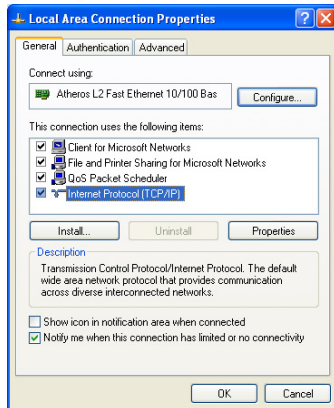 Local Area Connection Properties
General Authentication Advanced
Connect using:
Atheros L2 Fast Ethernet 10/100 Bas
Configure...
This connection uses the following items:
Client for Microsoft Networks
File and Printer Sharing for Microsoft Networks
QoS Packet Scheduler
Internet Protocol (TCP/IP)
Install... Uninstall Properties
Description
Transmission Control Protocol/Internet Protocol. The default
wide area network protocol that provides communication
across diverse interconnected networks.
Show icon in notification area when connected
Notify me when this connection has limited or no connectivity
OK Cancel